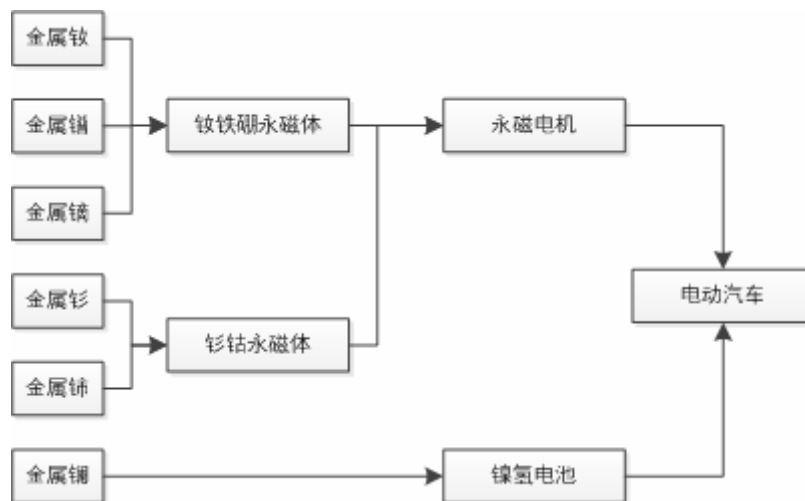 金属钕
金属镨
钕铁硼永磁体
永磁电机
金属镝
金属钐
电动汽车
钐钴永磁体
金属铈
金属镧
镍氢电池